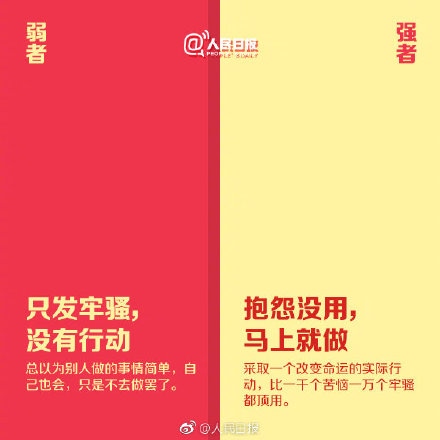 弱者
@人民日报
PEOPLE'S DAILY
强者
只发牢骚，
没有行动
总以为别人做的事情简单，自
己也会，只是不去做罢了。
抱怨没用，
马上就做
采取一个改变命运的实际行
动，比一千个苦恼一万个牢骚
都顶用。
@人民日报